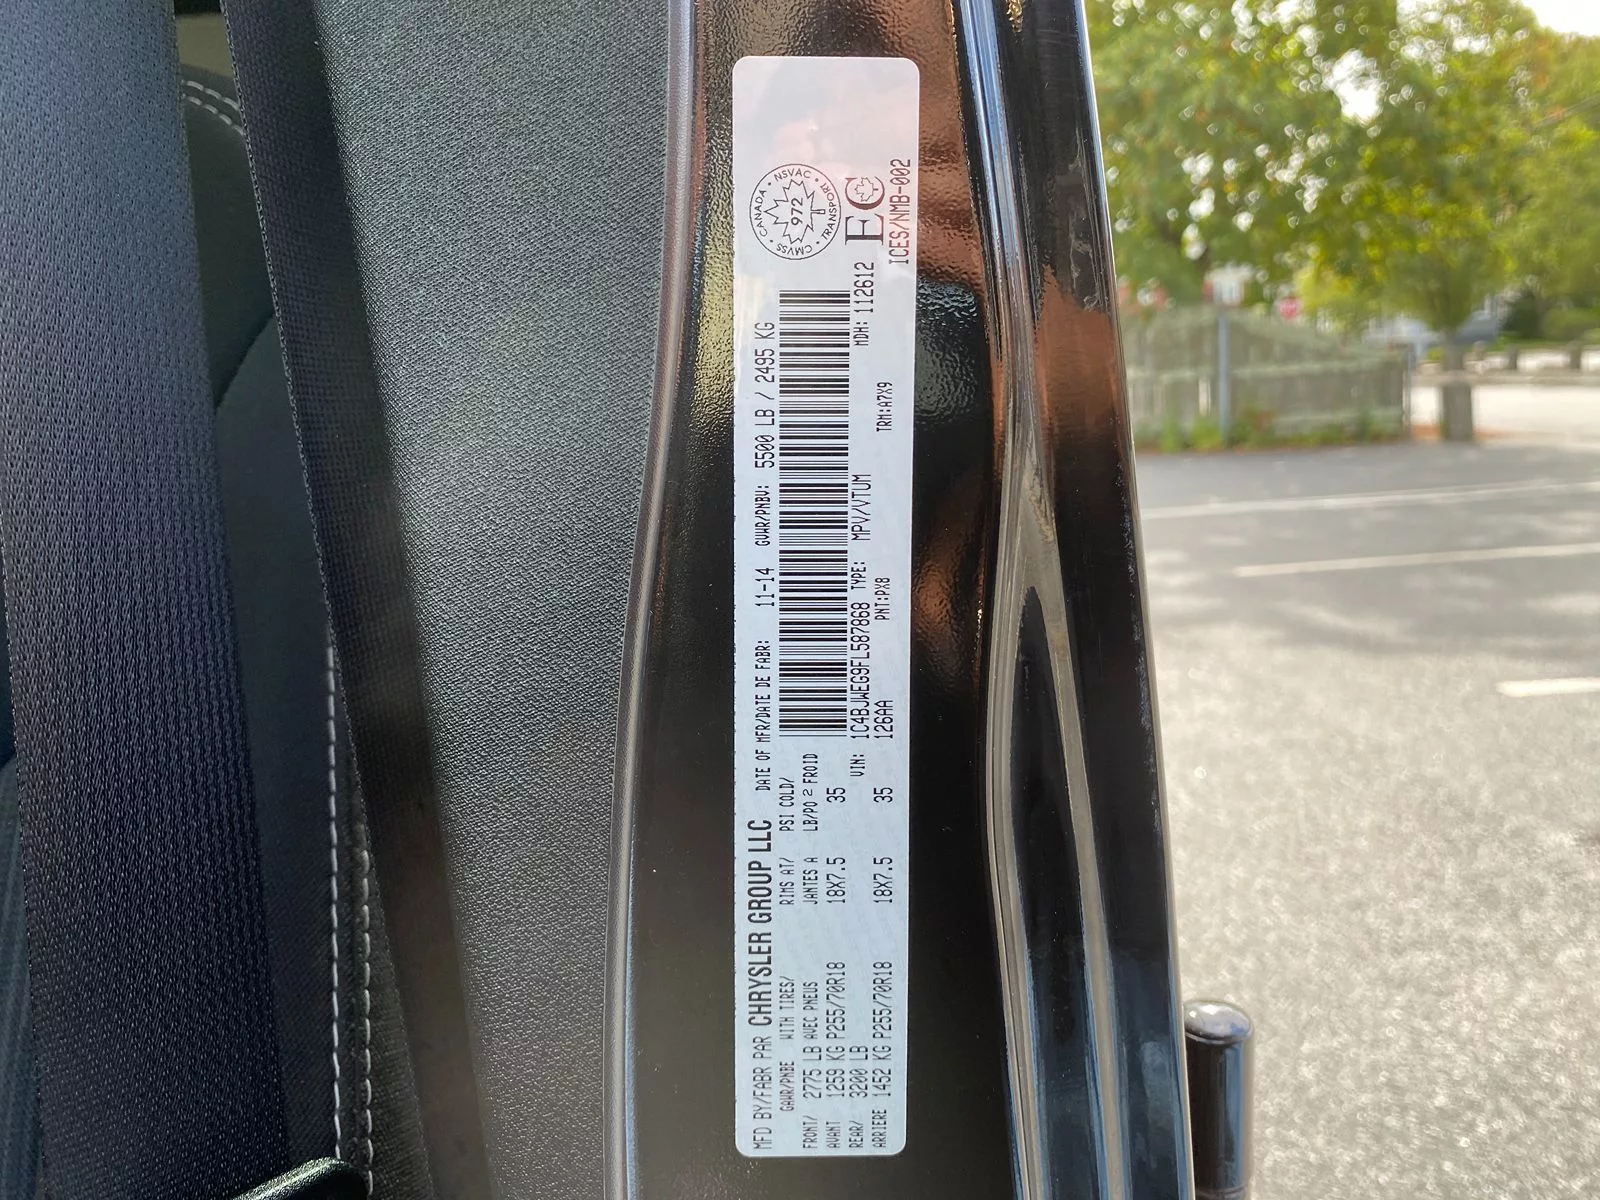 MFD BY/FABR PAR CHRYSLER GROUP LLC DATE OF MFR/DATE DE FABR: 11-14 GVWR/PNBV: 5500 LB / 2495 KG
GAWR/PNBE WITH TIRES/ RIMS AT/ PSI COLD/
FRONT/ 2775 LB AVEC PNEUS JANTES A LB/PO2 FROID
AVANT 1259 KG P255/70R18 18X7.5 35
REAR/ 3200 LB VIN: 1C4BJWEG9FL587868 TYPE: MPV/VTUM MDH: 112612
ARRIERE 1452 KG P255/70R18 18X7.5 35 126AA PNT:PX8 TRM:A7X9
CANADA • NSVAC • TRANSPORT • CMVSS •
972
EC
ICES/NMB-002